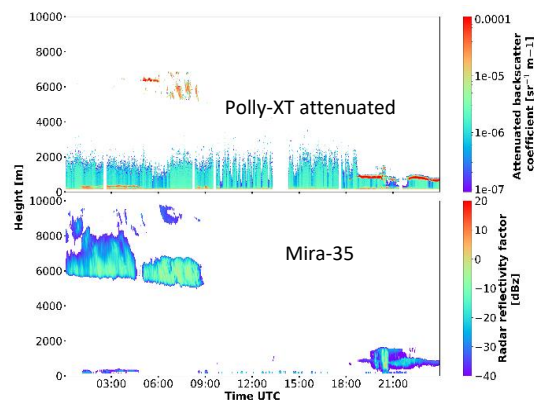 10000
8000
6000
4000
2000
0
Polly-XT attenuated
0.0001
1e-05
1e-06
1e-07
Attenuated backscatter
coefficient [sr⁻¹ m−1]
Height [m]
10000
8000
6000
4000
2000
0
Mira-35
20
10
0
−10
−20
−30
−40
Radar reflectivity factor
[dBz]
03:00 06:00 09:00 12:00 15:00 18:00 21:00
Time UTC